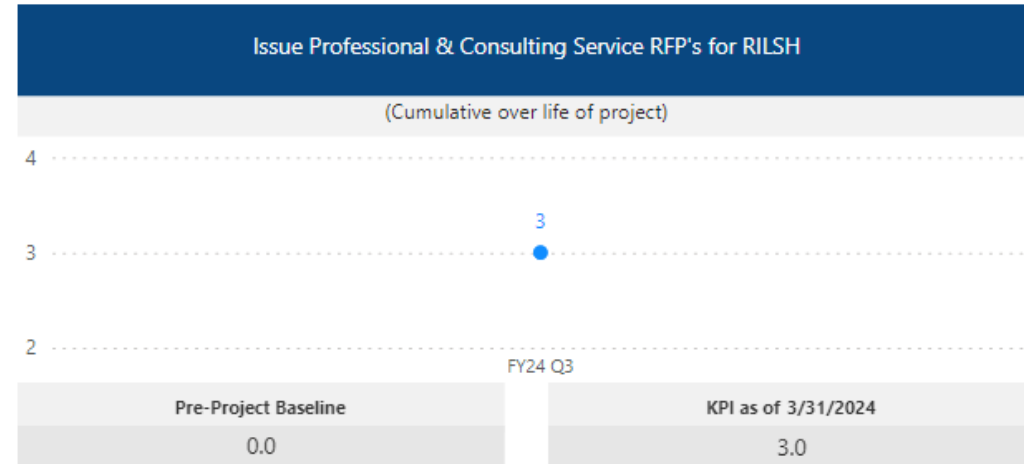 Issue Professional & Consulting Service RFP's for RILSH
(Cumulative over life of project)
4
3
3
2
FY24 Q3
Pre-Project Baseline
KPI as of 3/31/2024
0.0
3.0